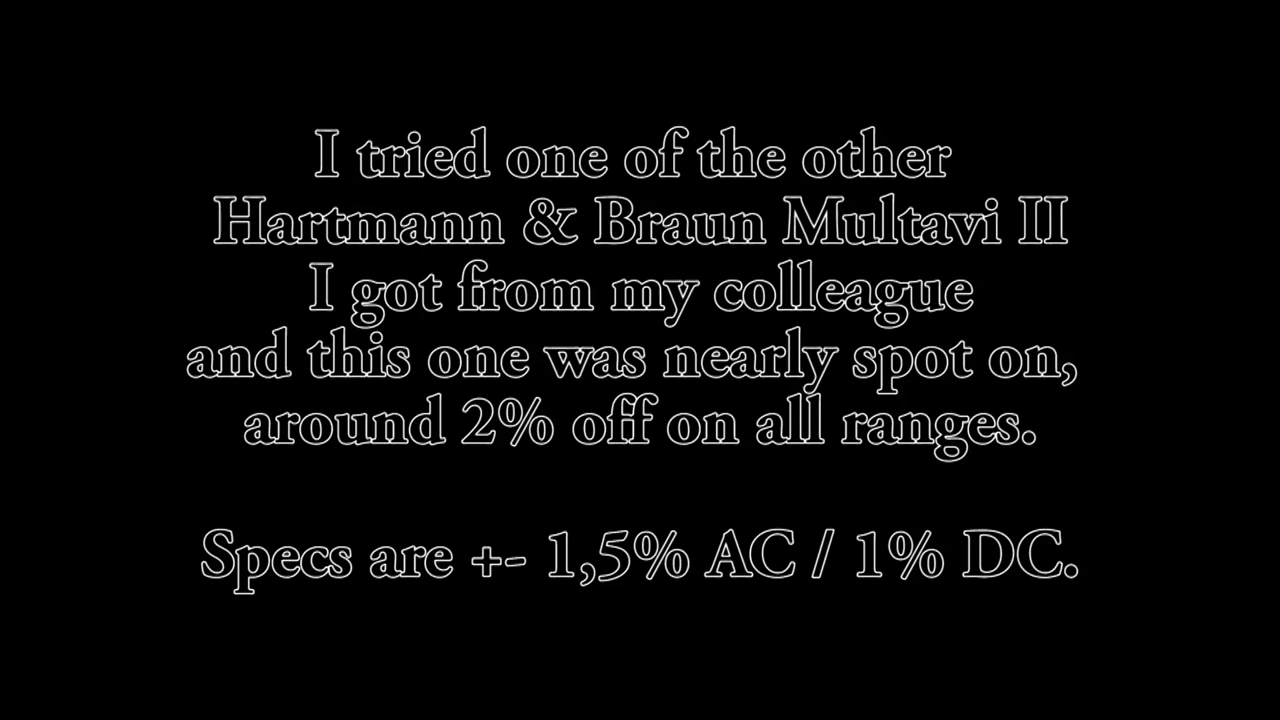 I tried one of the other
Hartmann & Braun Multavi II
I got from my colleague
and this one was nearly spot on,
around 2% off on all ranges.
Specs are +- 1,5% AC / 1% DC.